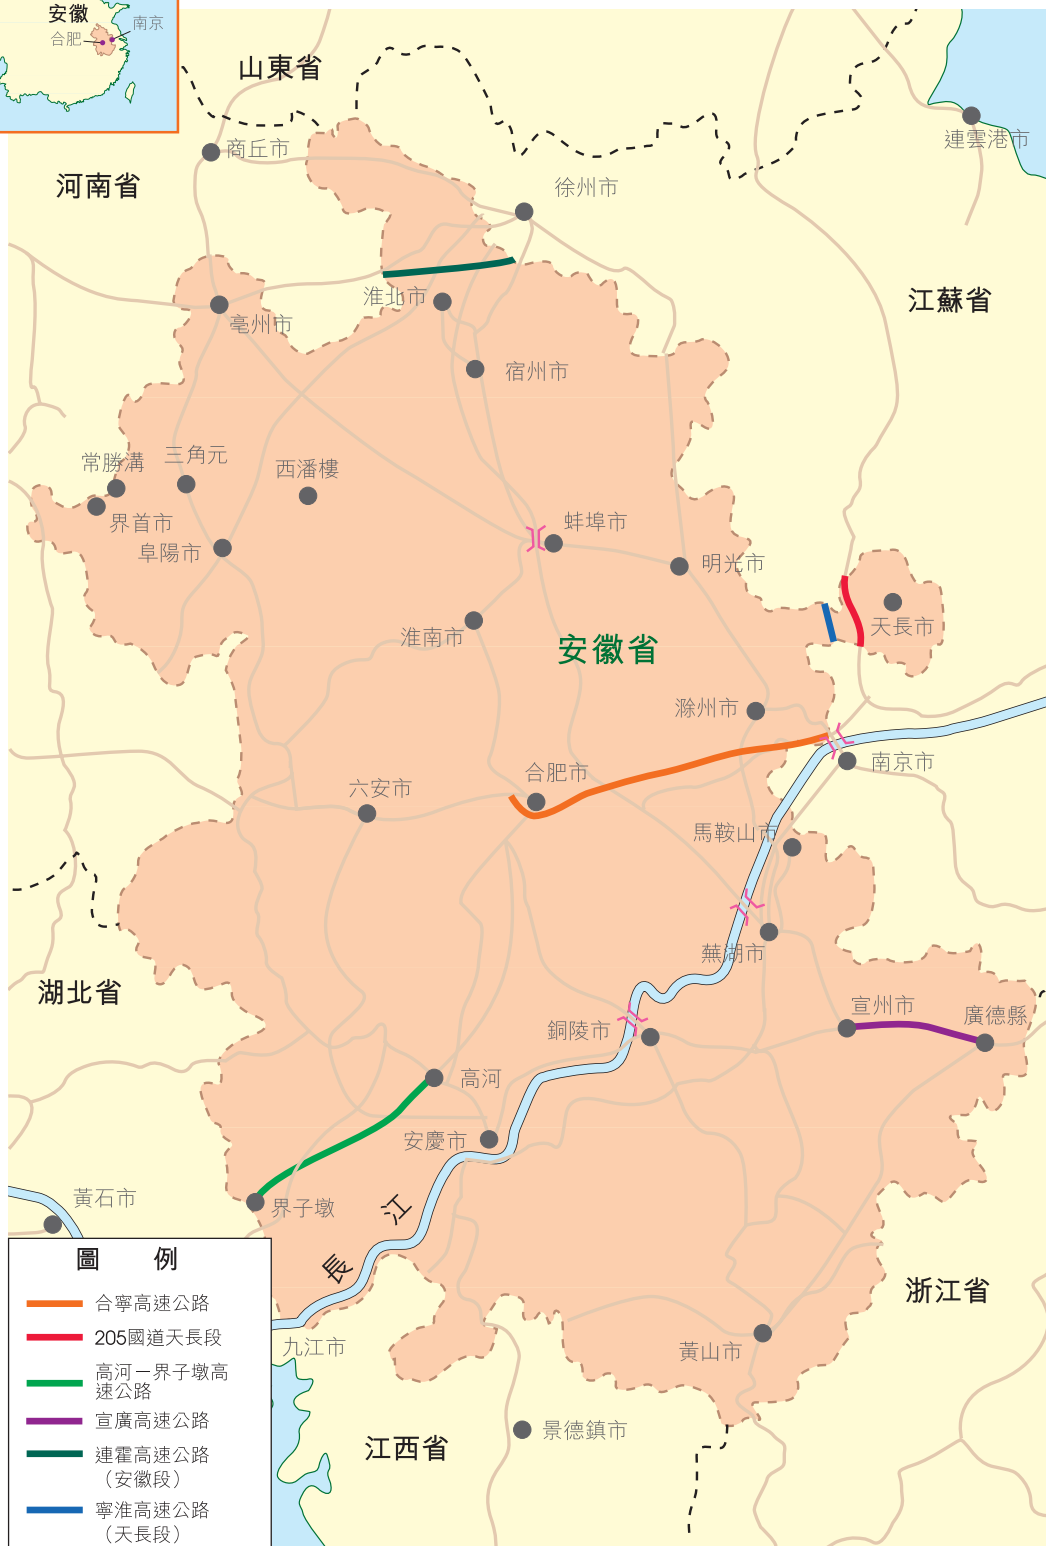 安徽
南京
合肥
山東省
商丘市
連雲港市
河南省
徐州市
江蘇省
淮北市
亳州市
宿州市
常勝溝
三角元
西潘樓
界首市
蚌埠市
阜陽市
明光市
天長市
淮南市
安徽省
滁州市
南京市
合肥市
六安市
馬鞍山市
蕪湖市
湖北省
宣州市
廣德縣
銅陵市
高河
安慶市
黃石市
界子墩
長江
浙江省
九江市
黃山市
江西省
景德鎮市
圖 例
合寧高速公路
205國道天長段
高河－界子墩高
速公路
宣廣高速公路
連霍高速公路
（安徽段）
寧淮高速公路
（天長段）